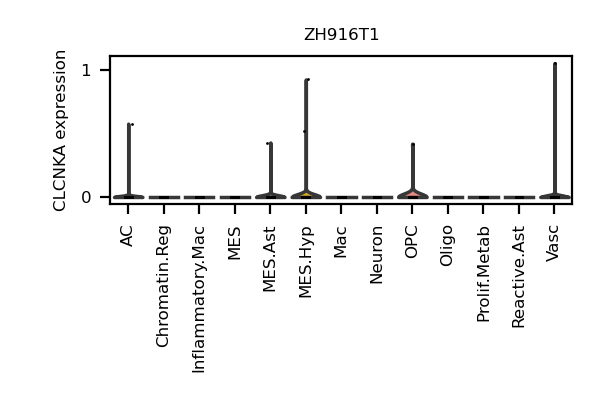 ZH916T1
CLCNKA expression
1
0
AC
Chromatin.Reg
Inflammatory.Mac
MES
MES.Ast
MES.Hyp
Mac
Neuron
OPC
Oligo
Prolif.Metab
Reactive.Ast
Vasc